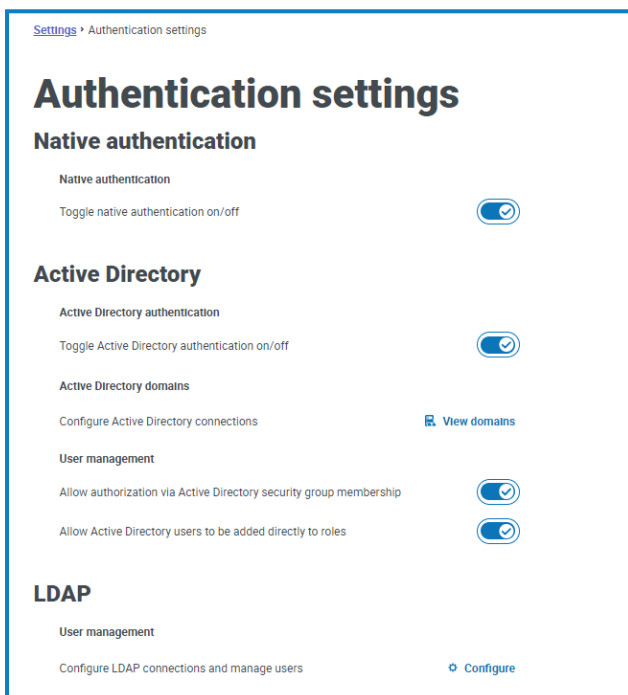 Settings › Authentication settings
Authentication settings
Native authentication
Native authentication
Toggle native authentication on/off
Active Directory
Active Directory authentication
Toggle Active Directory authentication on/off
Active Directory domains
Configure Active Directory connections View domains
User management
Allow authorization via Active Directory security group membership
Allow Active Directory users to be added directly to roles
LDAP
User management
Configure LDAP connections and manage users Configure